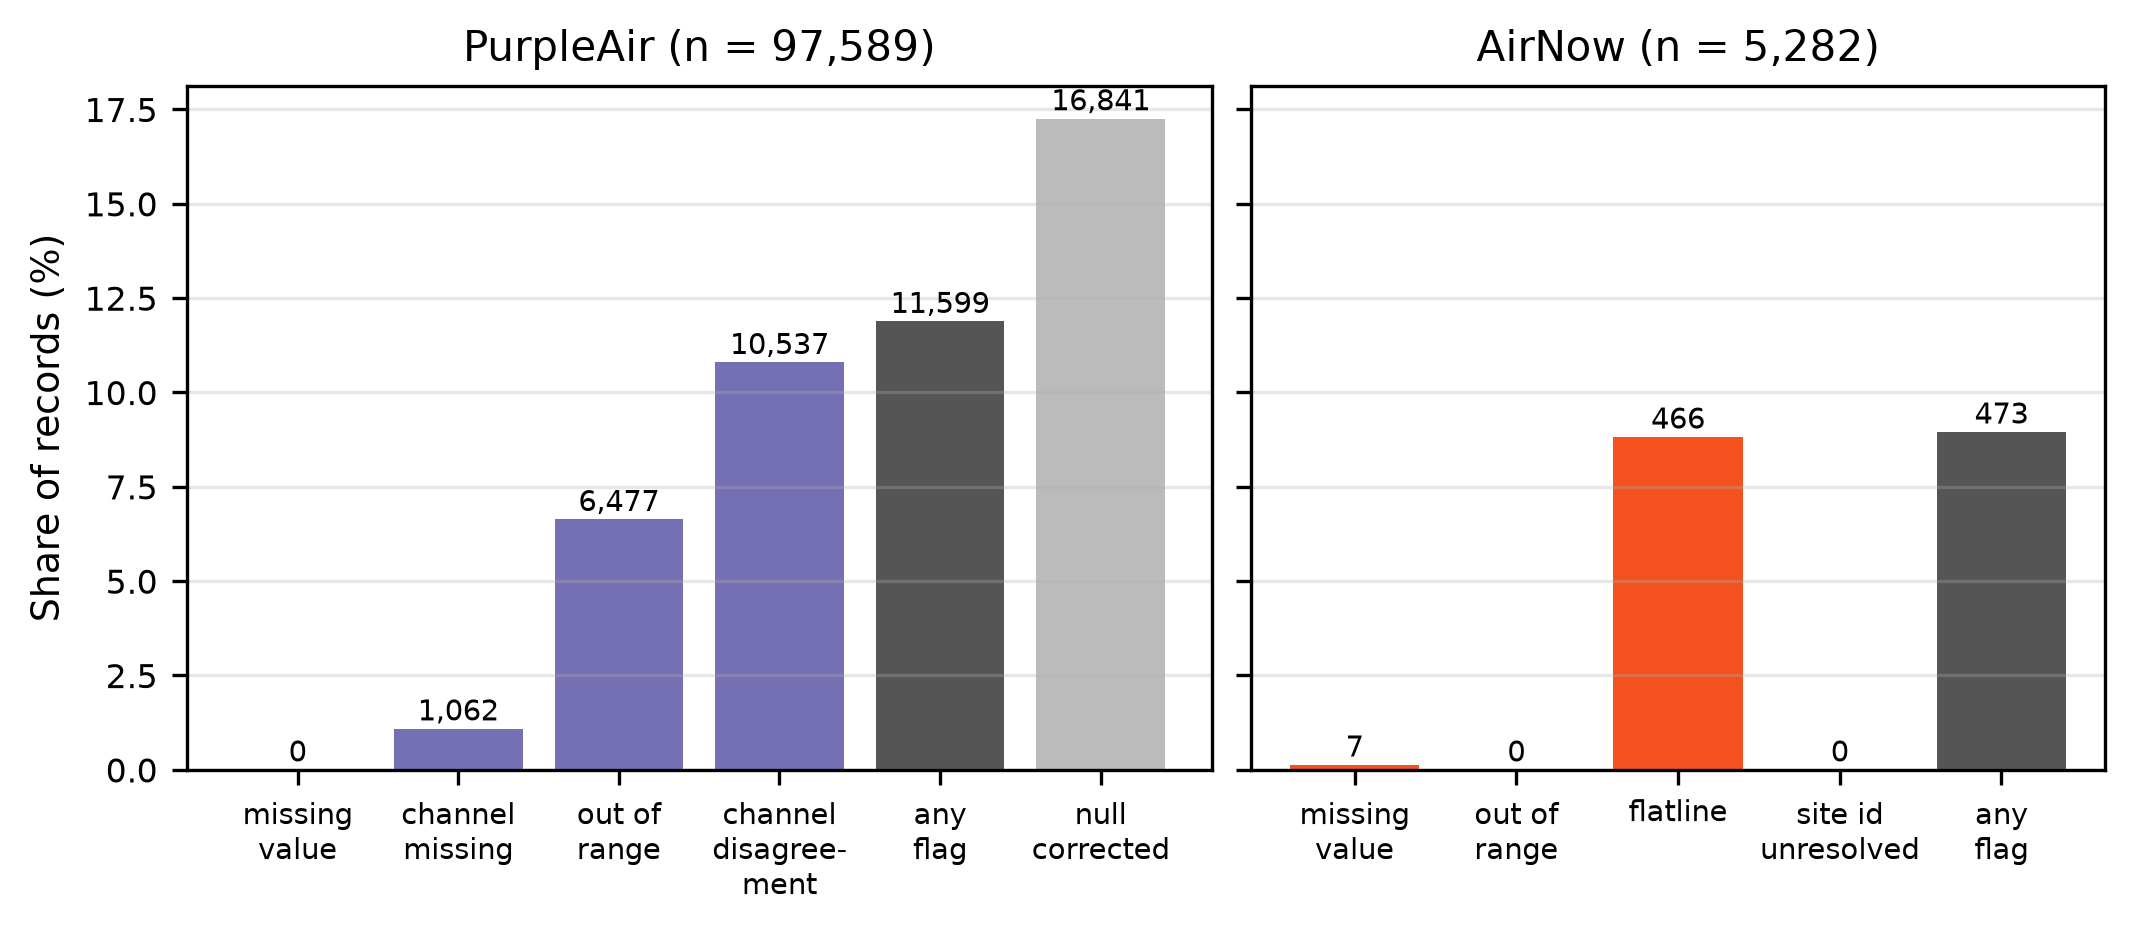 PurpleAir (n = 97,589)
AirNow (n = 5,282)
Share of records (%)
17.5
15.0
12.5
10.0
7.5
5.0
2.5
0.0
0
1,062
6,477
10,537
11,599
16,841
7
0
466
0
473
missing
value
channel
missing
out of
range
channel
disagree-
ment
any
flag
null
corrected
missing
value
out of
range
flatline
site id
unresolved
any
flag